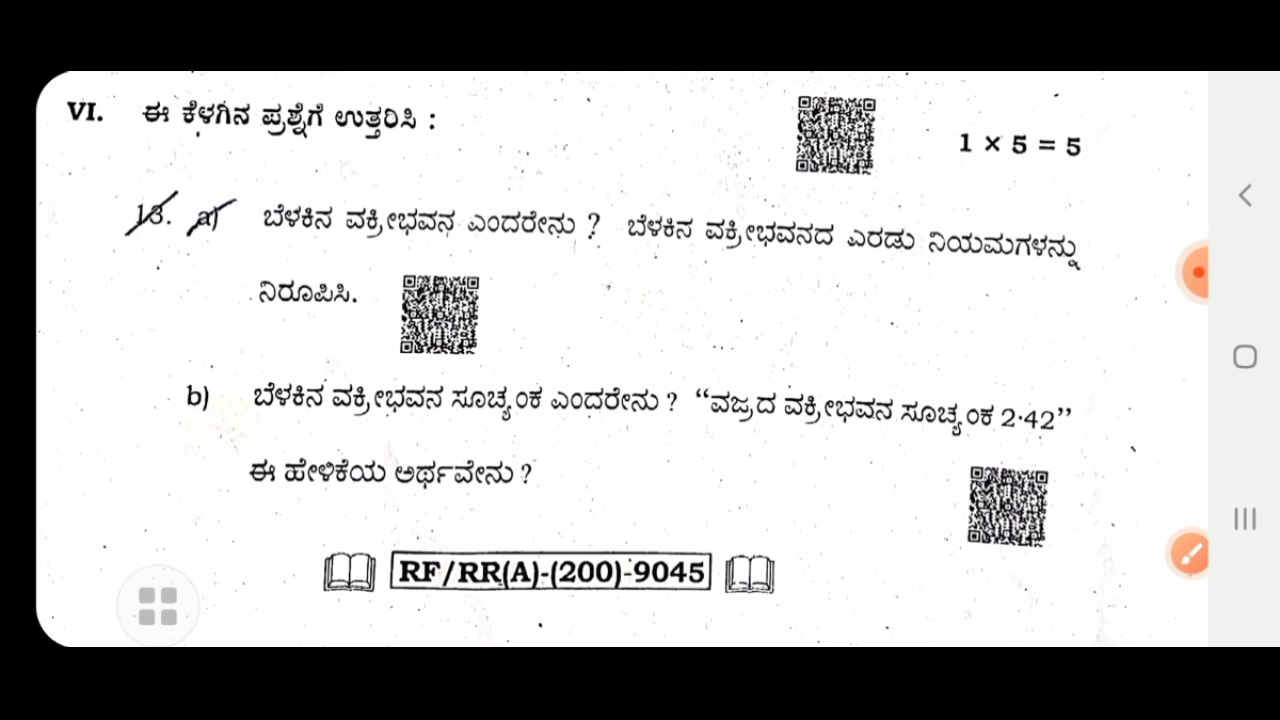 VI. ಈ ಕೆಳಗಿನ ಪ್ರಶ್ನೆಗೆ ಉತ್ತರಿಸಿ :
1 × 5 = 5
13. a) ಬೆಳಕಿನ ವಕ್ರೀಭವನ ಎಂದರೇನು ? ಬೆಳಕಿನ ವಕ್ರೀಭವನದ ಎರಡು ನಿಯಮಗಳನ್ನು
ನಿರೂಪಿಸಿ.
b) ಬೆಳಕಿನ ವಕ್ರೀಭವನ ಸೂಚ್ಯಂಕ ಎಂದರೇನು ? “ವಜ್ರದ ವಕ್ರೀಭವನ ಸೂಚ್ಯಂಕ 2·42”
ಈ ಹೇಳಿಕೆಯ ಅರ್ಥವೇನು ?
RF/RR(A)-(200)-9045